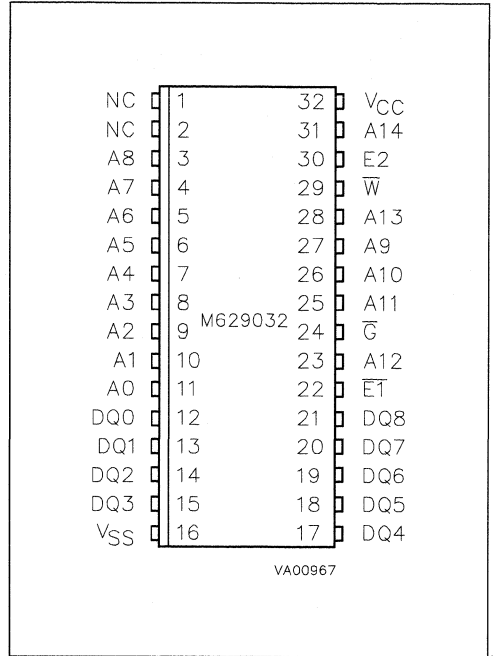 NC 1 32 VCC
NC 2 31 A14
A8 3 30 E2
A7 4 29 W̅
A6 5 28 A13
A5 6 27 A9
A4 7 26 A10
A3 8 25 A11
M629032
A2 9 24 G̅
A1 10 23 A12
A0 11 22 E̅1̅
DQ0 12 21 DQ8
DQ1 13 20 DQ7
DQ2 14 19 DQ6
DQ3 15 18 DQ5
VSS 16 17 DQ4
VA00967